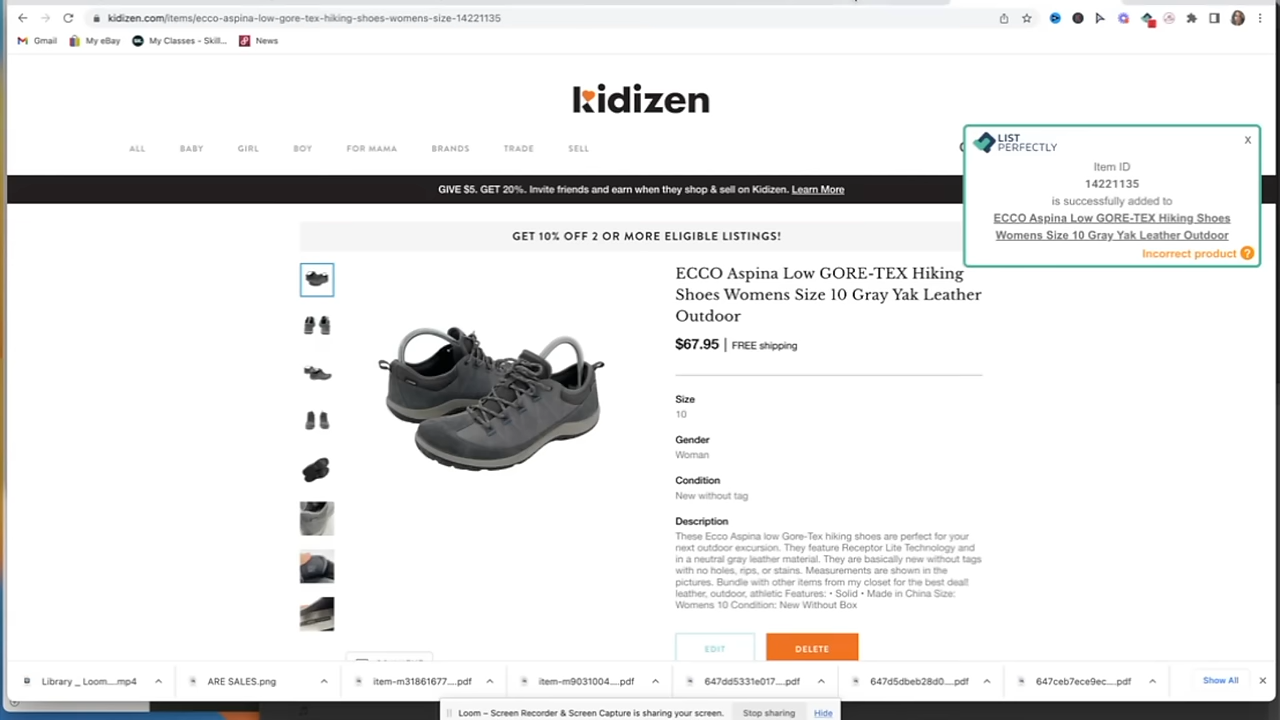 kidizen.com/items/ecco-aspina-low-gore-tex-hiking-shoes-womens-size-14221135
Gmail My eBay My Classes - Skill... News
kidizen
ALL BABY GIRL BOY FOR MAMA BRANDS TRADE SELL
LIST PERFECTLY x
Item ID
14221135
is successfully added to
ECCO Aspina Low GORE-TEX Hiking Shoes
Womens Size 10 Gray Yak Leather Outdoor
Incorrect product ?
GIVE $5. GET 20%. Invite friends and earn when they shop & sell on Kidizen. Learn More
GET 10% OFF 2 OR MORE ELIGIBLE LISTINGS!
ECCO Aspina Low GORE-TEX Hiking
Shoes Womens Size 10 Gray Yak Leather
Outdoor
$67.95 | FREE shipping
Size
10
Gender
Woman
Condition
New without tag
Description
These Ecco Aspina low Gore-Tex hiking shoes are perfect for your
next outdoor excursion. They feature Receptor Lite Technology and
in a neutral gray leather material. They are basically new without tags
with no holes, rips, or stains. Measurements are shown in the
pictures. Bundle with other items from my closet for the best deal!
leather, outdoor, athletic Features: • Solid • Made in China Size:
Womens 10 Condition: New Without Box
EDIT DELETE
Library _ Loom....mp4 ARE SALES.png item-m31861677....pdf item-m9031004....pdf 647dd5331e017....pdf 647d5dbeb28d0....pdf 647ceb7ece9ec....pdf Show All
Loom – Screen Recorder & Screen Capture is sharing your screen. Stop sharing Hide